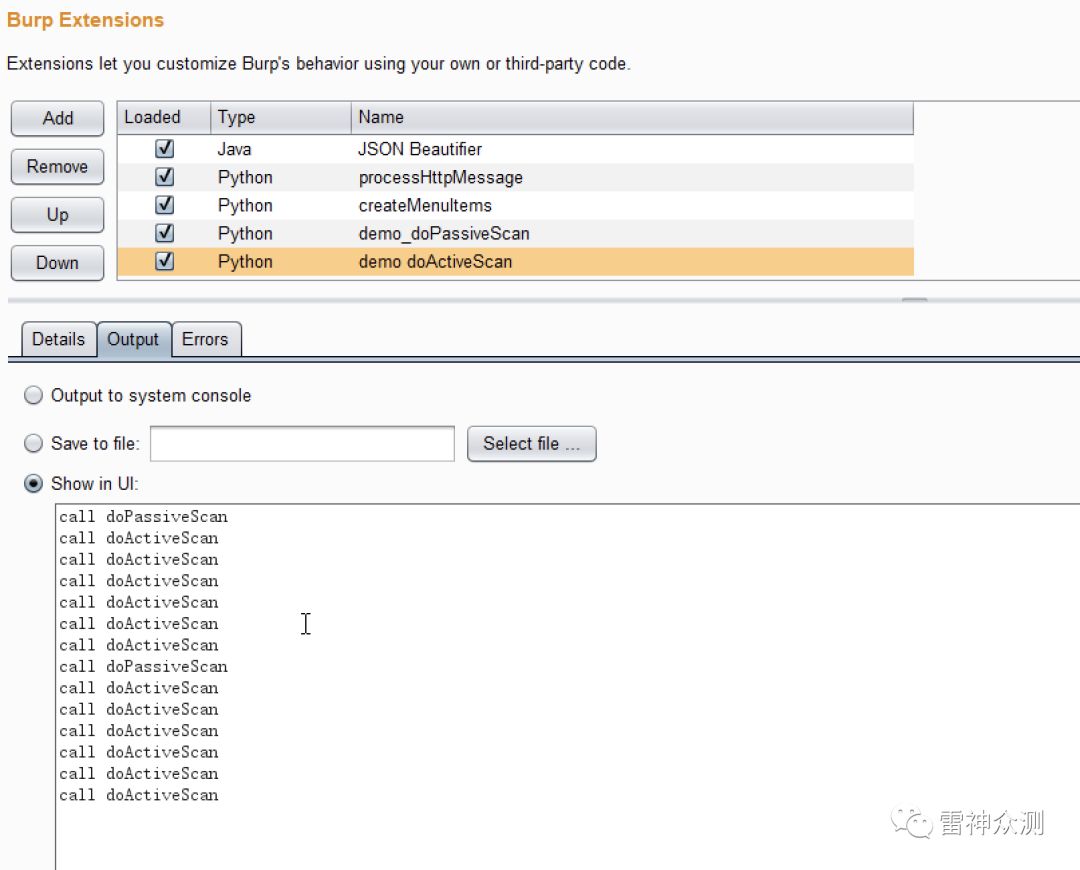 Burp Extensions
Extensions let you customize Burp's behavior using your own or third-party code.
Add
Remove
Up
Down
Loaded Type Name
Java JSON Beautifier
Python processHttpMessage
Python createMenuItems
Python demo_doPassiveScan
Python demo doActiveScan
Details Output Errors
Output to system console
Save to file: Select file ...
Show in UI:
call doPassiveScan
call doActiveScan
call doActiveScan
call doActiveScan
call doActiveScan
call doActiveScan
call doActiveScan
call doPassiveScan
call doActiveScan
call doActiveScan
call doActiveScan
call doActiveScan
call doActiveScan
call doActiveScan
雷神众测